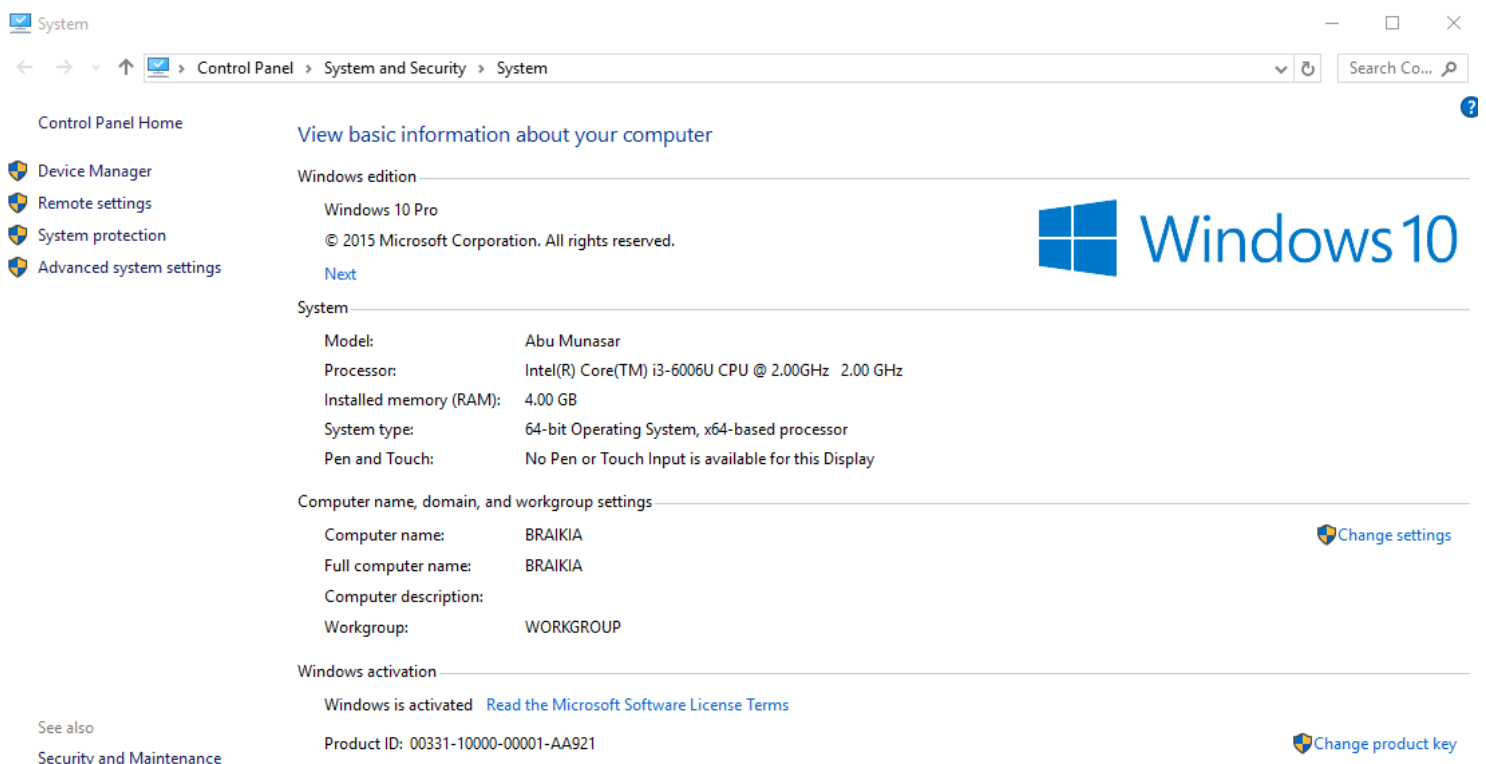 System
Control Panel > System and Security > System
Search Co...
Control Panel Home
Device Manager
Remote settings
System protection
Advanced system settings
See also
Security and Maintenance
?
View basic information about your computer
Windows edition
Windows 10 Pro
© 2015 Microsoft Corporation. All rights reserved.
Next
Windows 10
System
Model: Abu Munasar
Processor: Intel(R) Core(TM) i3-6006U CPU @ 2.00GHz 2.00 GHz
Installed memory (RAM): 4.00 GB
System type: 64-bit Operating System, x64-based processor
Pen and Touch: No Pen or Touch Input is available for this Display
Computer name, domain, and workgroup settings
Computer name: BRAIKIA
Change settings
Full computer name: BRAIKIA
Computer description:
Workgroup: WORKGROUP
Windows activation
Windows is activated Read the Microsoft Software License Terms
Product ID: 00331-10000-00001-AA921
Change product key